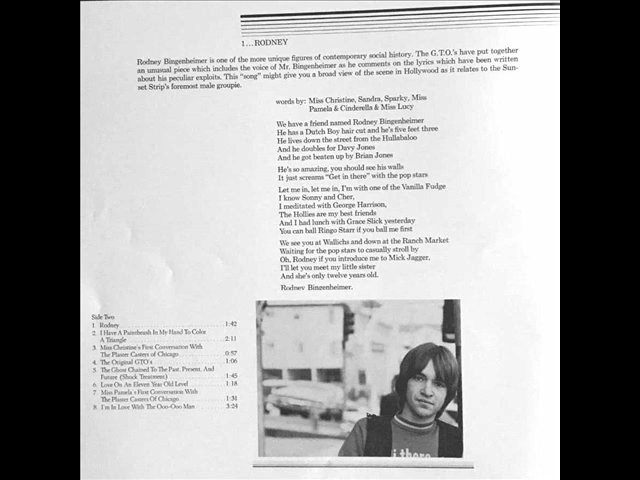 1...RODNEY
Rodney Bingenheimer is one of the more unique figures of contemporary social history. The G.T.O.'s have put together
an unusual piece which includes the voice of Mr. Bingenheimer as he comments on the lyrics which have been written
about his peculiar exploits. This "song" might give you a broad view of the scene in Hollywood as it relates to the Sun-
set Strip's foremost male groupie.
words by: Miss Christine, Sandra, Sparky, Miss
Pamela & Cinderella & Miss Lucy
We have a friend named Rodney Bingenheimer
He has a Dutch Boy hair cut and he's five feet three
He lives down the street from the Hullabaloo
And he doubles for Davy Jones
And he got beaten up by Brian Jones
He's so amazing, you should see his walls
It just screams "Get in there" with the pop stars
Let me in, let me in, I'm with one of the Vanilla Fudge
I know Sonny and Cher,
I meditated with George Harrison,
The Hollies are my best friends
And I had lunch with Grace Slick yesterday
You can ball Ringo Starr if you ball me first
We see you at Wallichs and down at the Ranch Market
Waiting for the pop stars to casually stroll by
Oh, Rodney if you introduce me to Mick Jagger,
I'll let you meet my little sister
And she's only twelve years old.
Rodney Bingenheimer.
Side Two
1. Rodney 1:42
2. I Have A Paintbrush In My Hand To Color
A Triangle 2:11
3. Miss Christine's First Conversation With
The Plaster Casters of Chicago 0:57
4. The Original GTO's 1:06
5. The Ghost Chained To The Past, Present, And
Future (Shock Treatment) 1:45
6. Love On An Eleven Year Old Level 1:18
7. Miss Pamela's First Conversation With
The Plaster Casters Of Chicago 1:31
8. I'm In Love With The Ooo-Ooo Man 3:24
i there